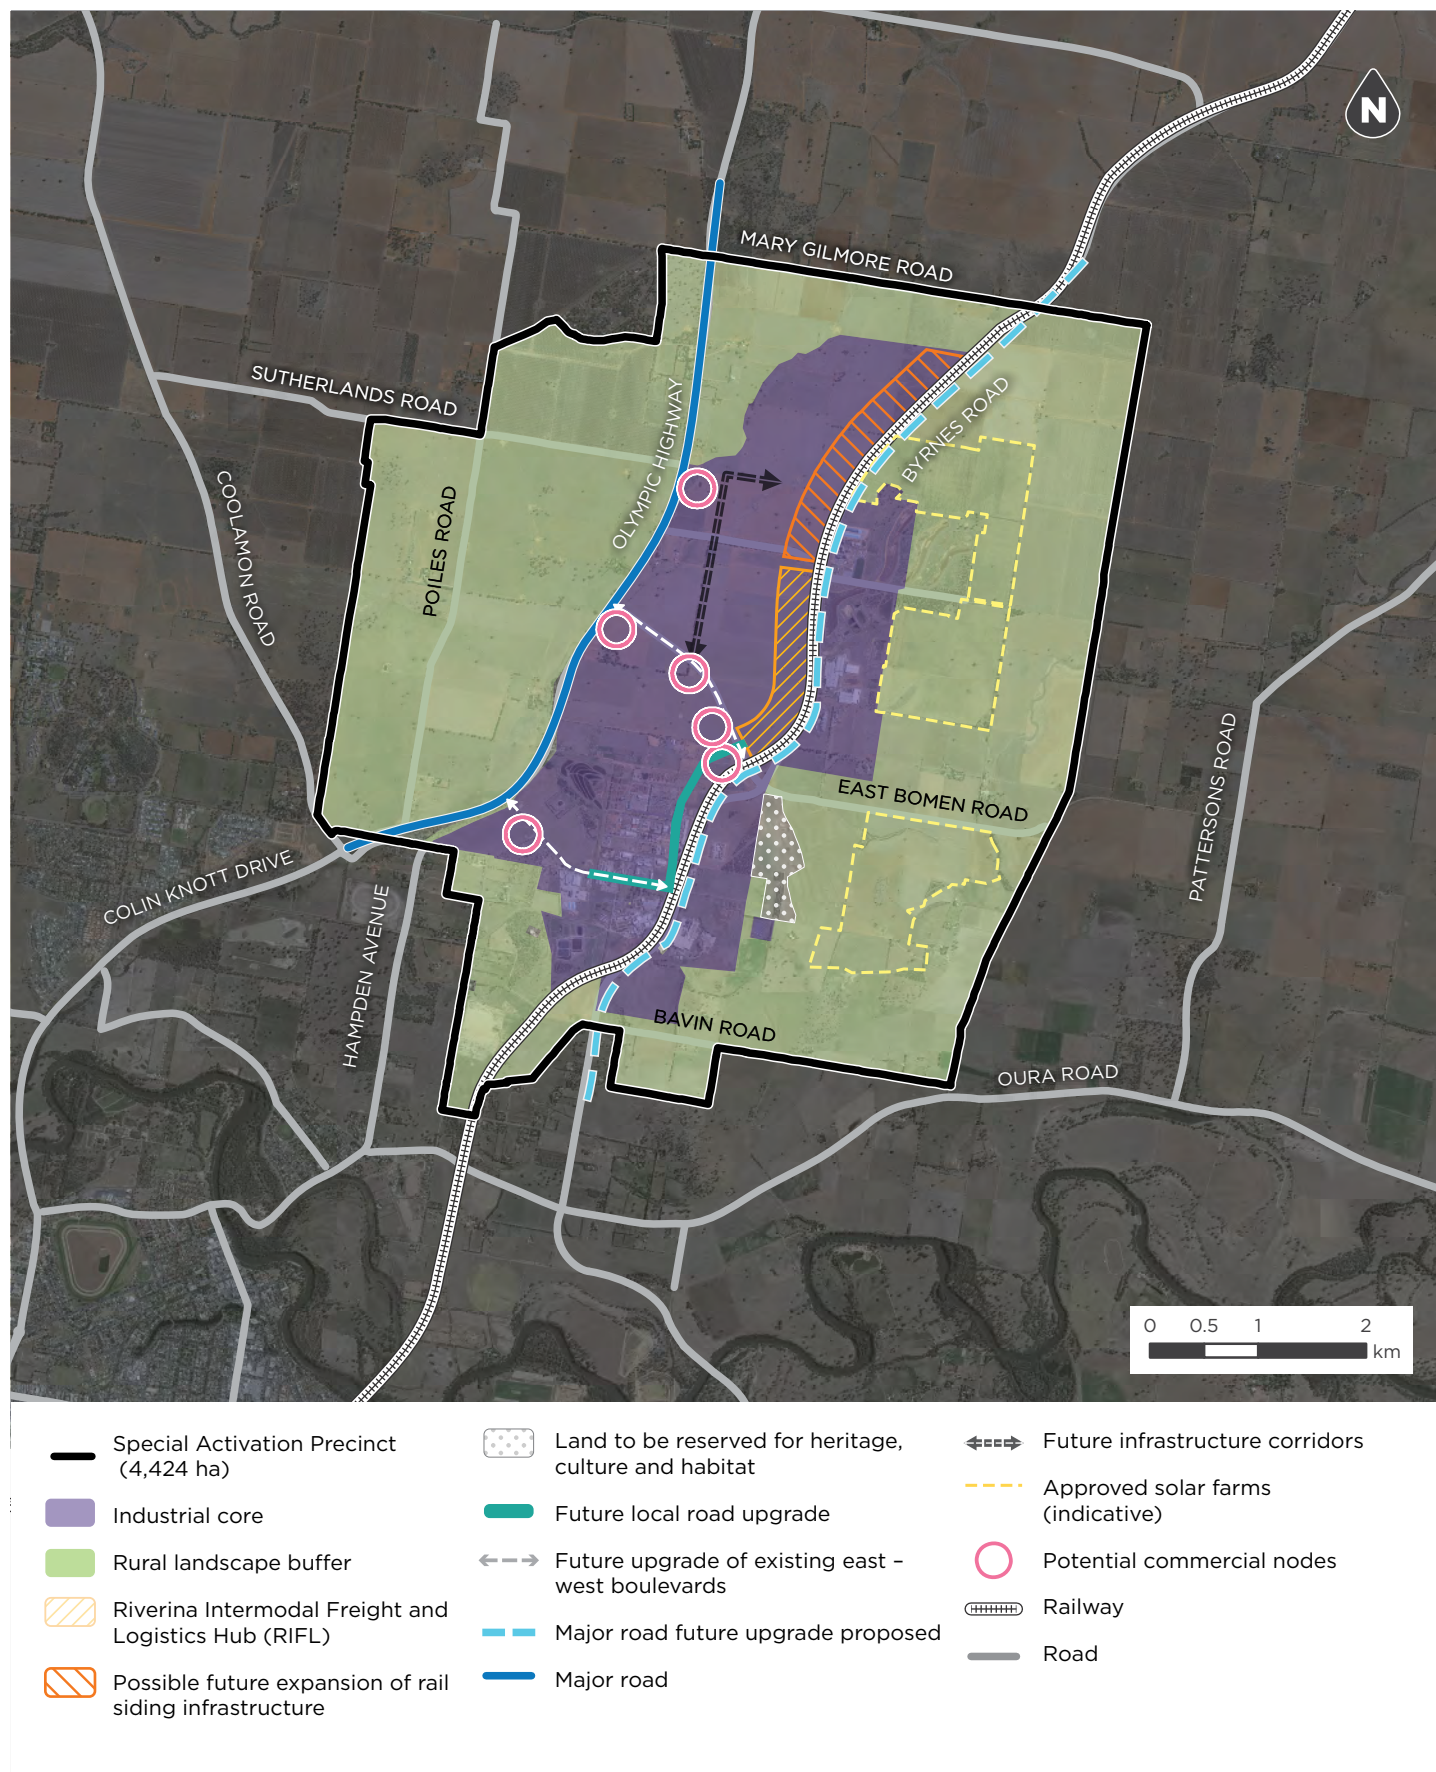 N
MARY GILMORE ROAD
SUTHERLANDS ROAD
OLYMPIC HIGHWAY
BYRNES ROAD
COOLAMON ROAD
POILES ROAD
EAST BOMEN ROAD
PATTERSONS ROAD
COLIN KNOTT DRIVE
HAMPDEN AVENUE
BAVIN ROAD
OURA ROAD
0 0.5 1 2
km
Special Activation Precinct
(4,424 ha)
Industrial core
Rural landscape buffer
Riverina Intermodal Freight and
Logistics Hub (RIFL)
Possible future expansion of rail
siding infrastructure
Land to be reserved for heritage,
culture and habitat
Future local road upgrade
Future upgrade of existing east –
west boulevards
Major road future upgrade proposed
Major road
Future infrastructure corridors
Approved solar farms
(indicative)
Potential commercial nodes
Railway
Road